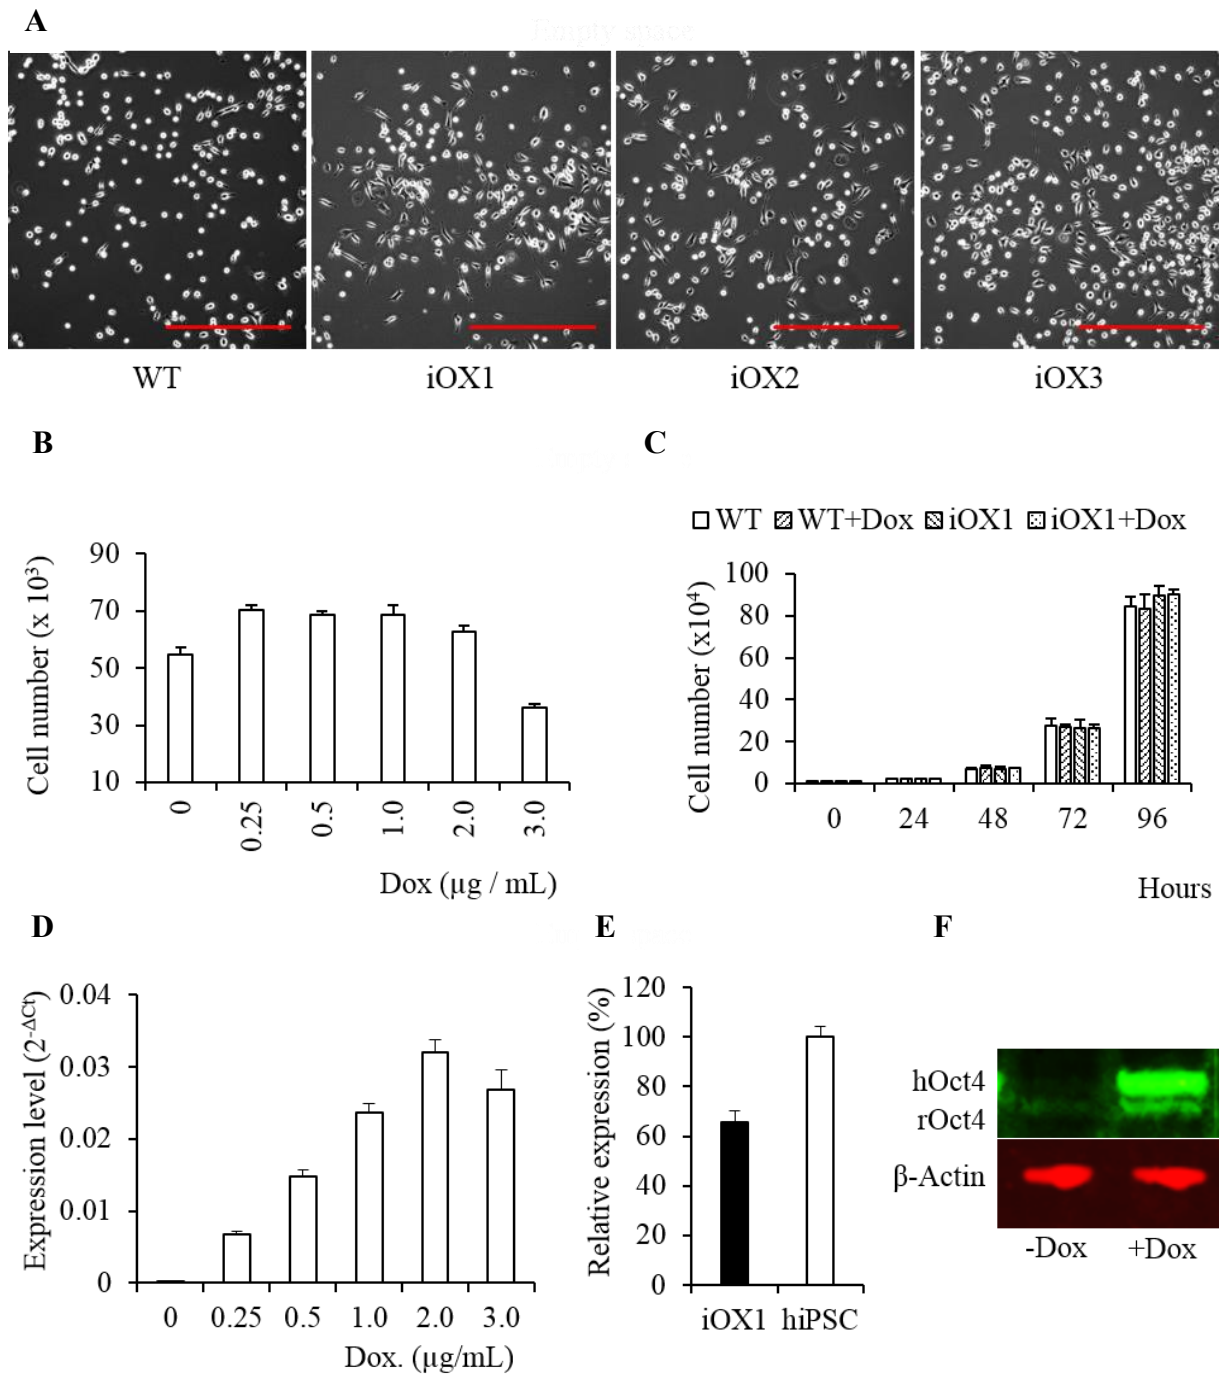 A
Empty space
WT
iOX1
iOX2
iOX3
B
C
WT
WT+Dox
iOX1
iOX1+Dox
Cell number (x 10³)
90
70
50
30
10
0
0.25
0.5
1.0
2.0
3.0
Dox (µg / mL)
Cell number (x10⁴)
100
80
60
40
20
0
0
24
48
72
96
Hours
D
E
F
Expression level (2^-ΔCt)
0.04
0.03
0.02
0.01
0
0
0.25
0.5
1.0
2.0
3.0
Dox. (µg/mL)
Relative expression (%)
120
100
80
60
40
20
0
iOX1
hiPSC
hOct4
rOct4
β-Actin
-Dox
+Dox